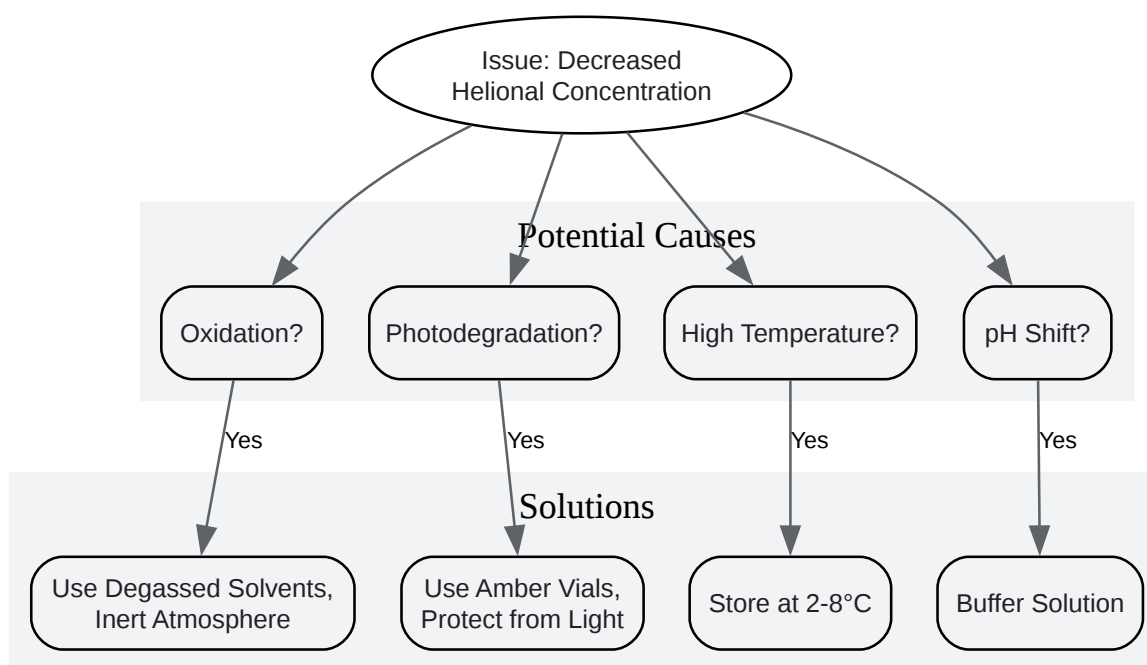 Issue: Decreased
Helional Concentration
Potential Causes
Oxidation?
Photodegradation?
High Temperature?
pH Shift?
Yes
Yes
Yes
Yes
Solutions
Use Degassed Solvents,
Inert Atmosphere
Use Amber Vials,
Protect from Light
Store at 2-8°C
Buffer Solution